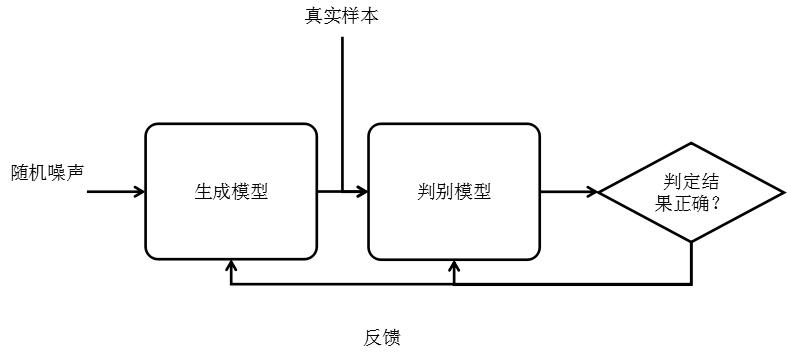 真实样本
随机噪声
生成模型
判别模型
判定结
果正确？
反馈